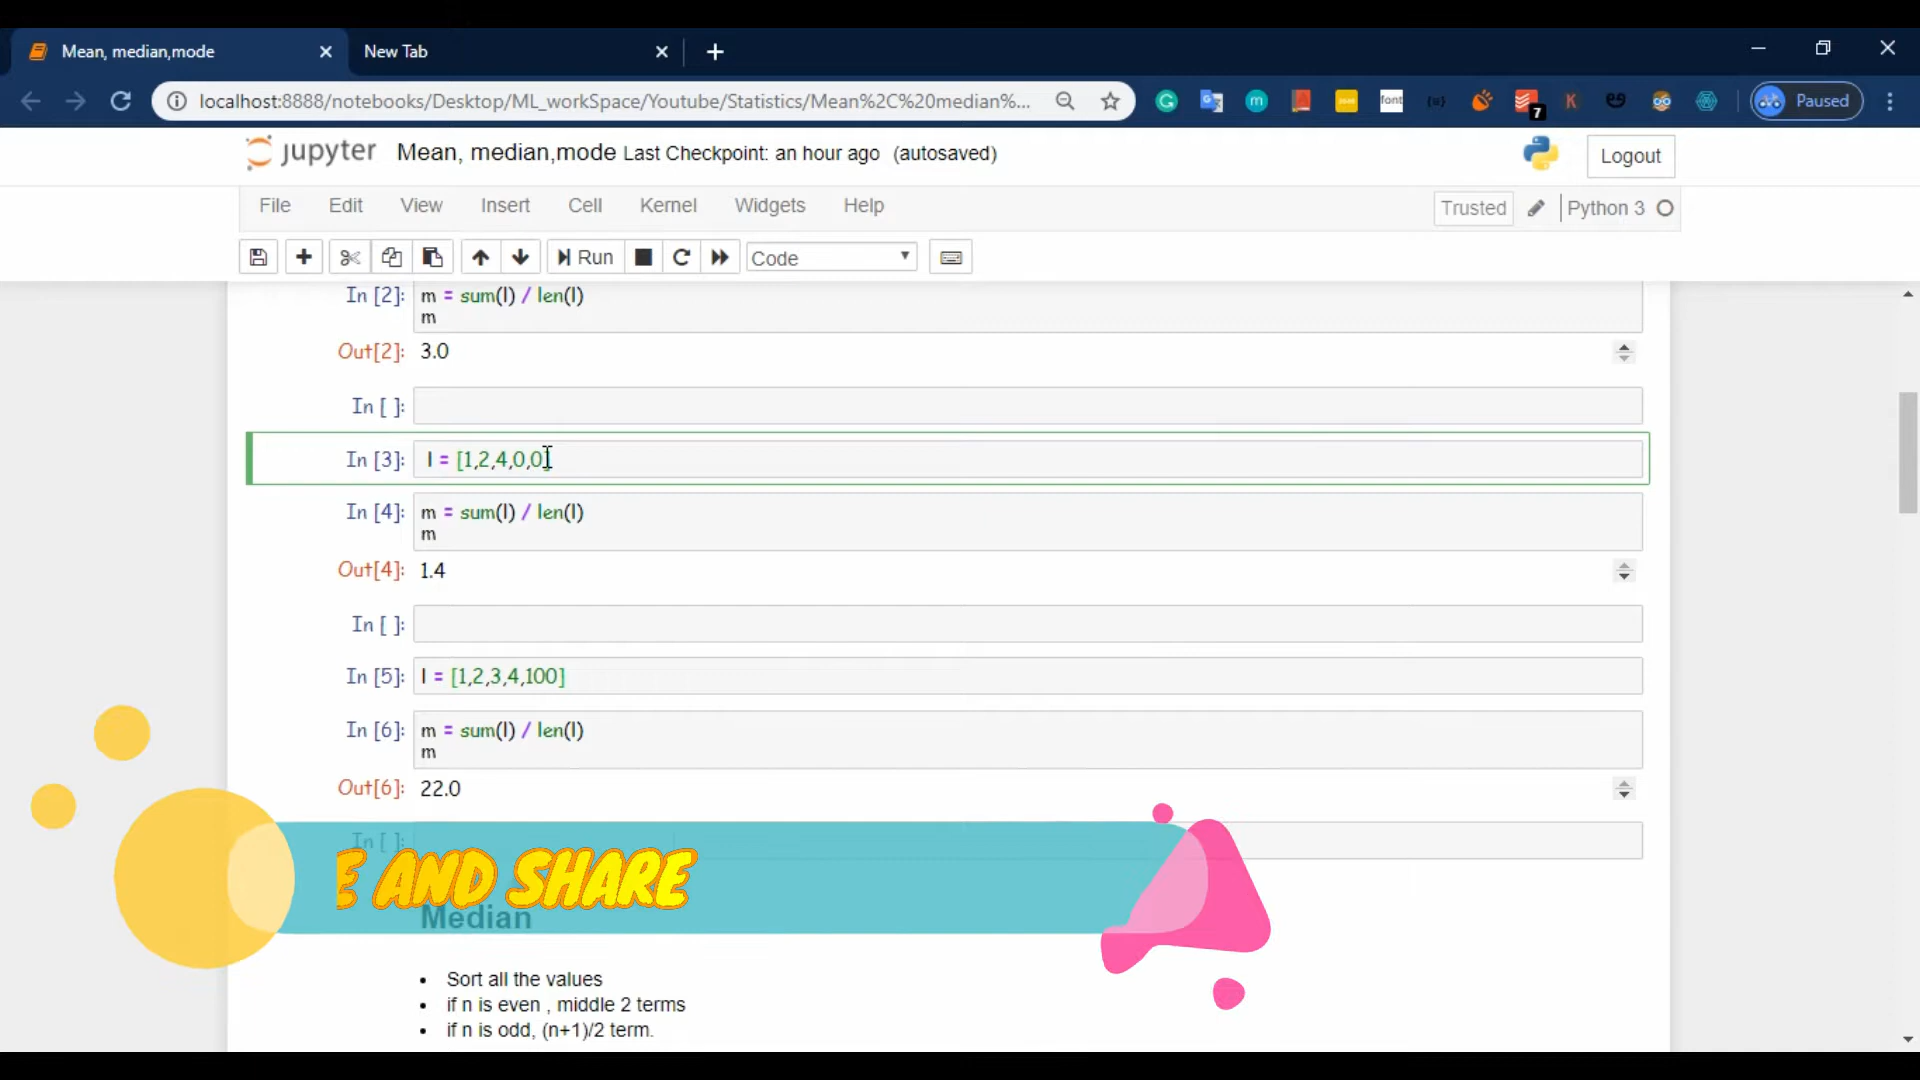 Mean, median,mode
New Tab
localhost:8888/notebooks/Desktop/ML_workSpace/Youtube/Statistics/Mean%2C%20median%...
7
Paused
jupyter Mean, median,mode Last Checkpoint: an hour ago (autosaved)
Logout
File Edit View Insert Cell Kernel Widgets Help
Trusted Python 3
Run Code
In [2]: m = sum(l) / len(l)
m
Out[2]: 3.0
In [ ]:
In [3]: l = [1,2,4,0,0]
In [4]: m = sum(l) / len(l)
m
Out[4]: 1.4
In [ ]:
In [5]: l = [1,2,3,4,100]
In [6]: m = sum(l) / len(l)
m
Out[6]: 22.0
In [ ]:
E AND SHARE
Median
• Sort all the values
• if n is even , middle 2 terms
• if n is odd, (n+1)/2 term.